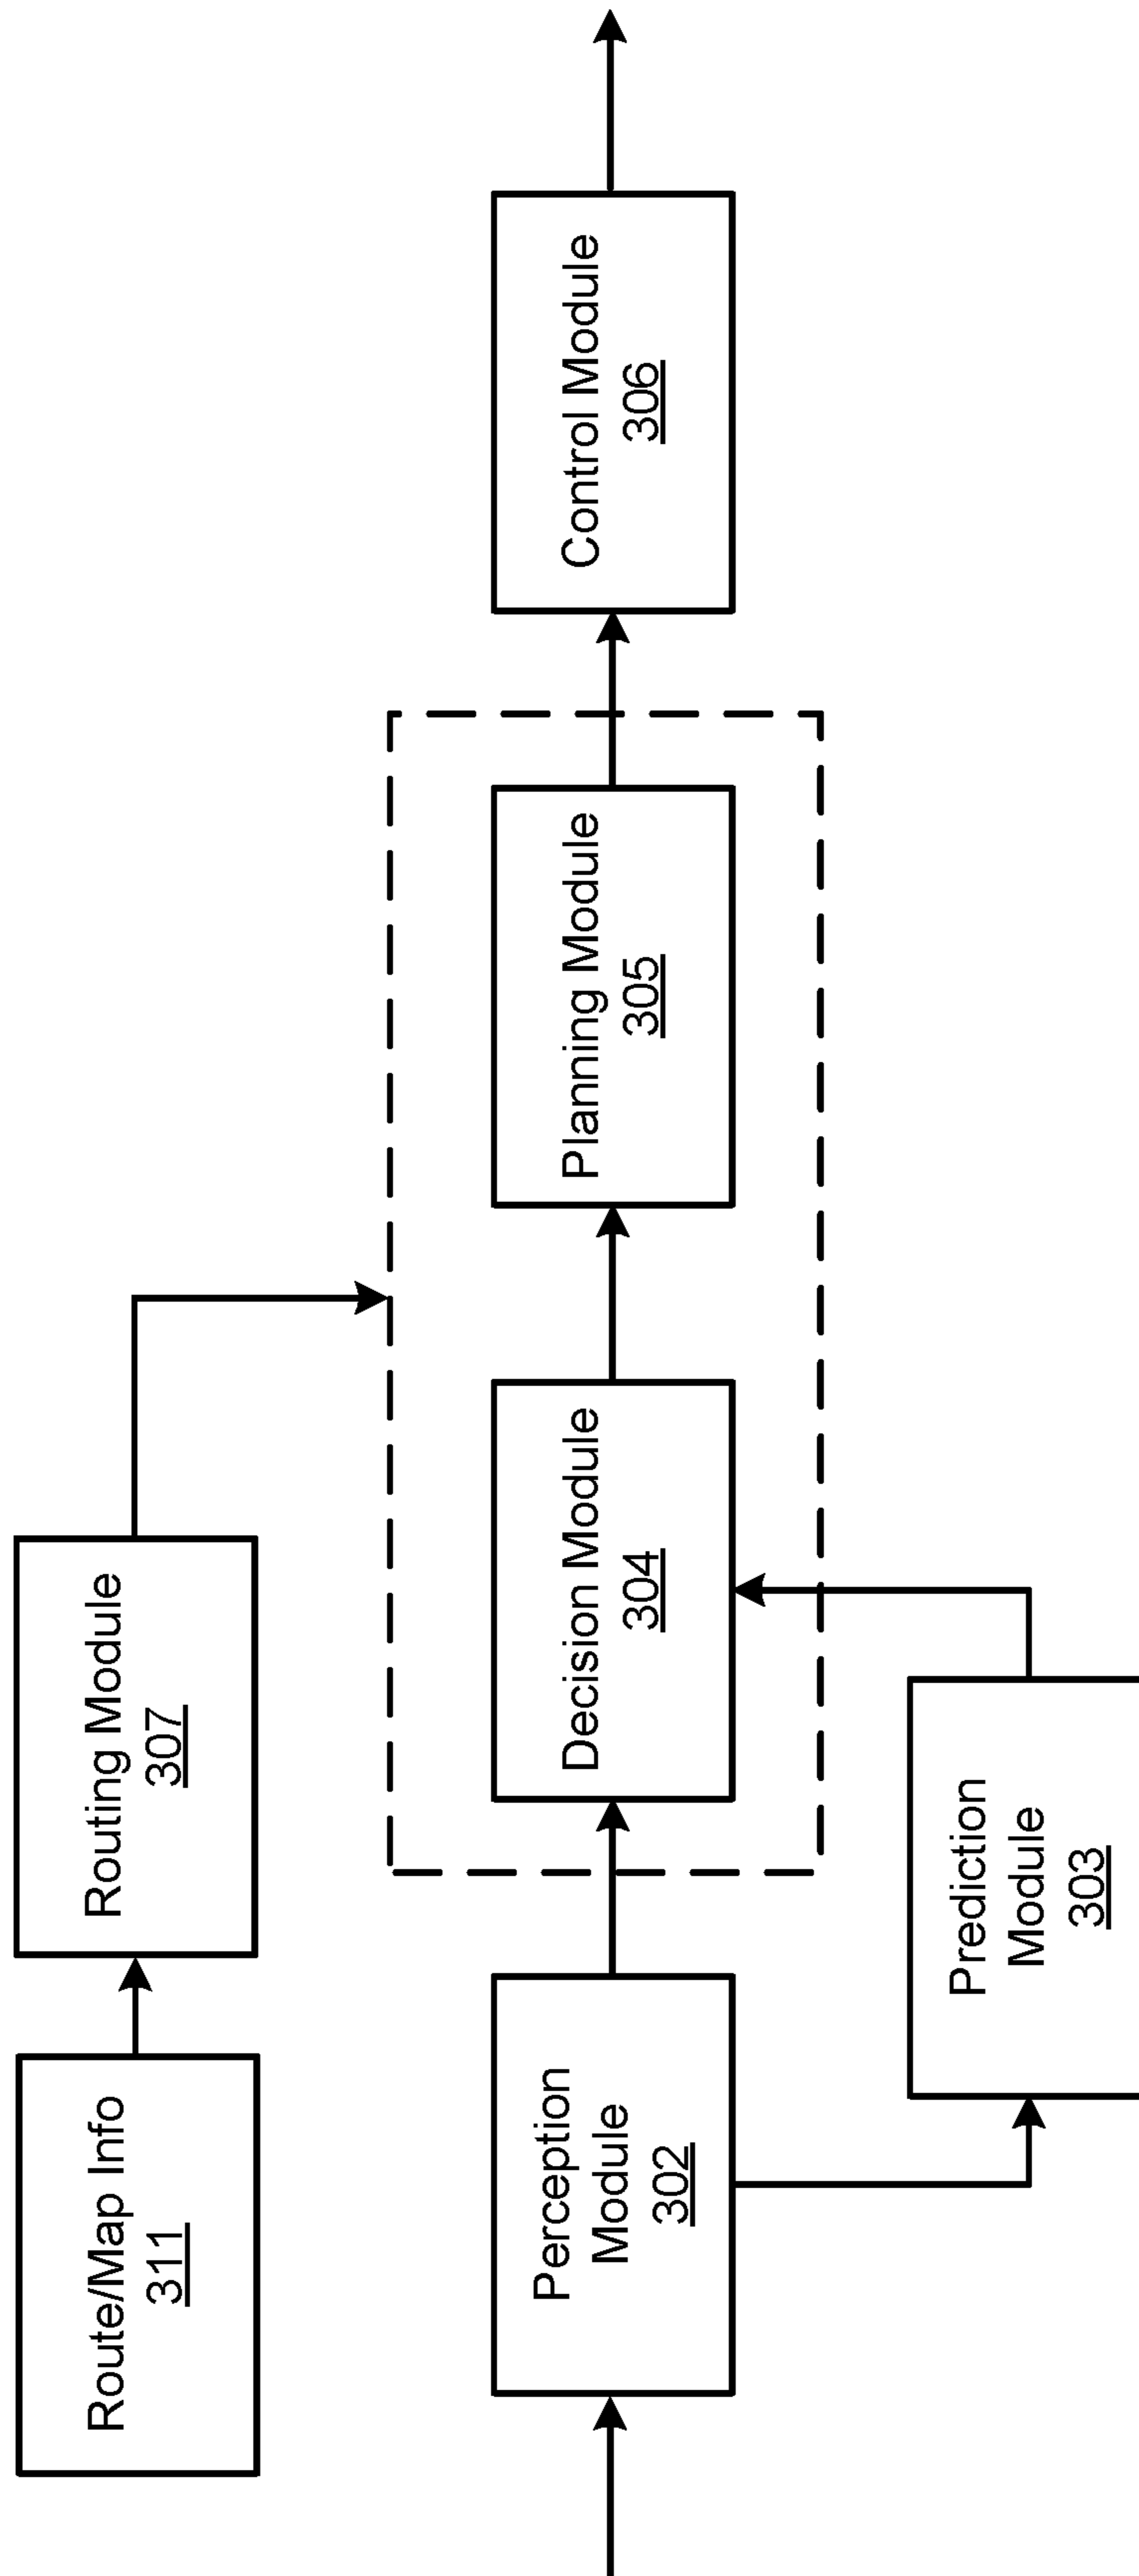 Route/Map Info
311
Routing Module
307
Perception
Module
302
Decision Module
304
Planning Module
305
Control Module
306
Prediction
Module
303